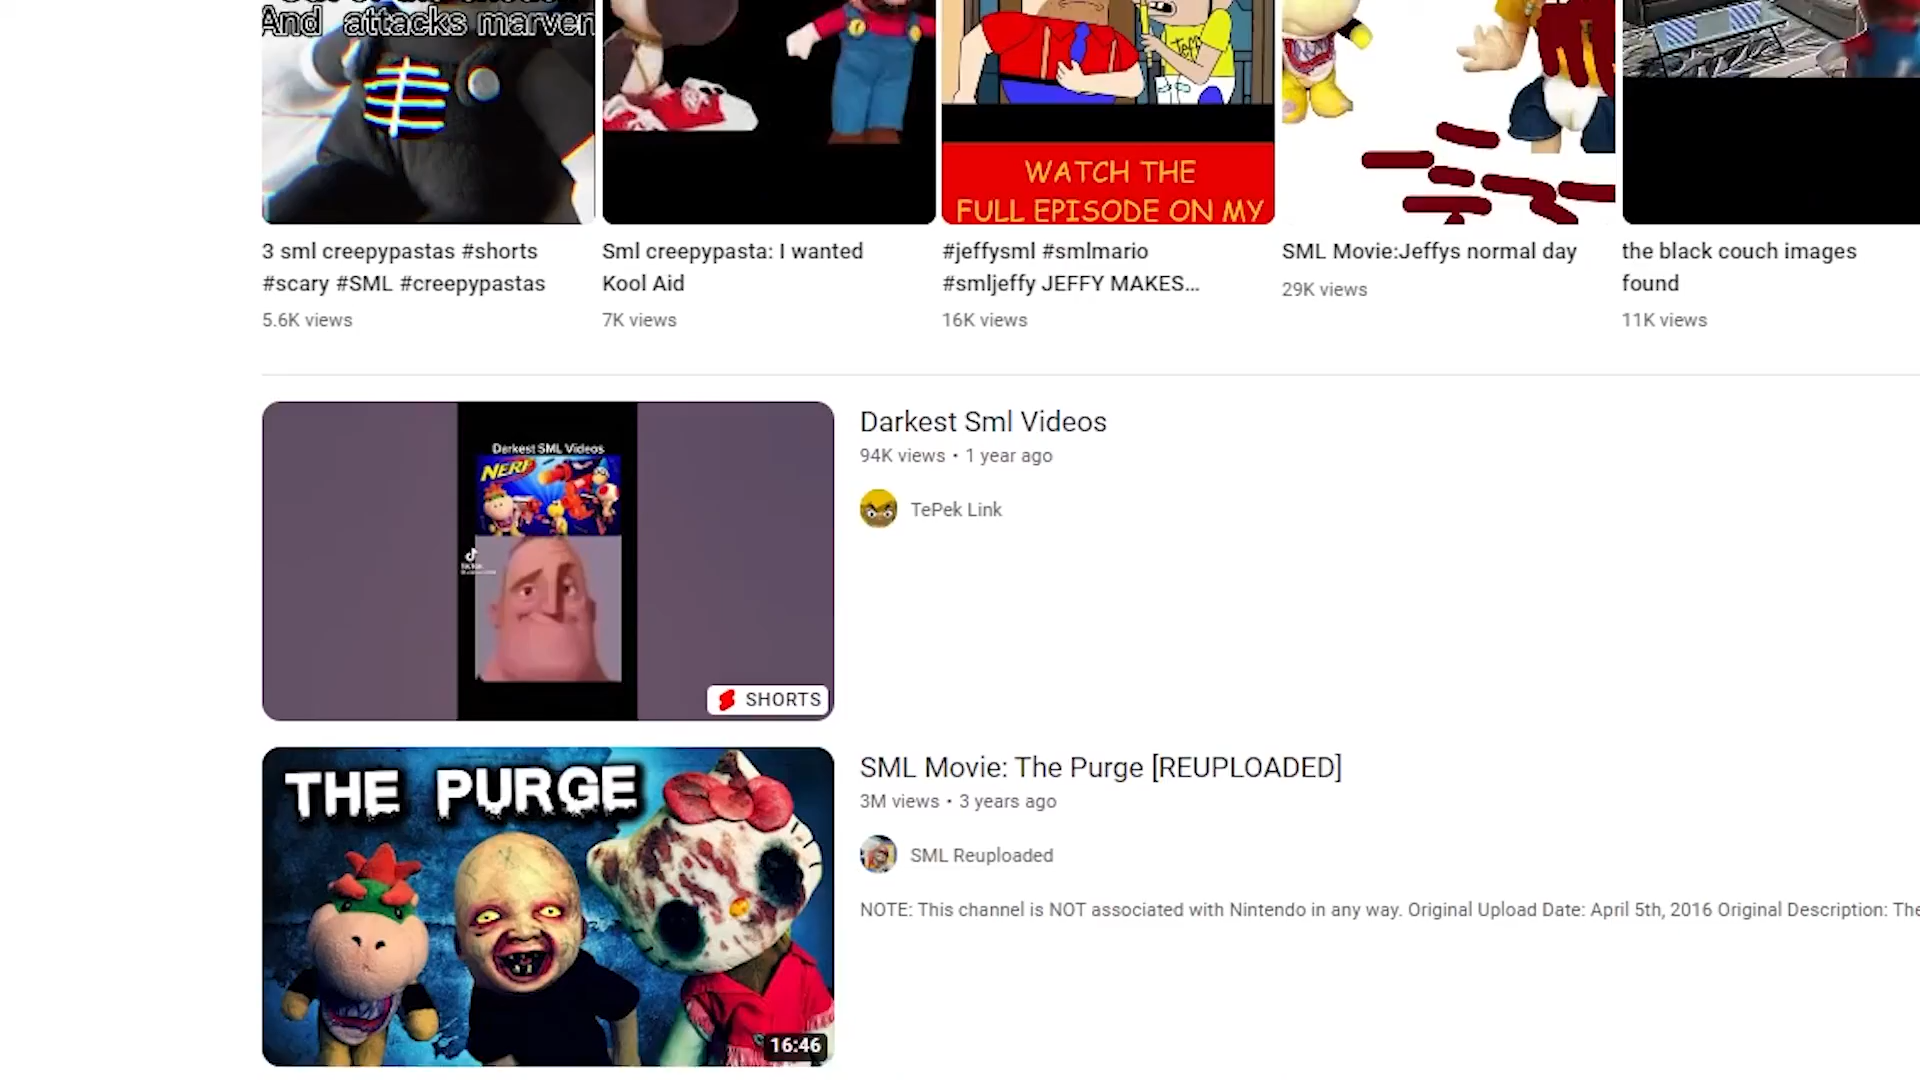 And attacks marven
WATCH THE
FULL EPISODE ON MY
3 sml creepypastas #shorts
#scary #SML #creepypastas
5.6K views
Sml creepypasta: I wanted
Kool Aid
7K views
#jeffysml #smlmario
#smljeffy JEFFY MAKES...
16K views
SML Movie:Jeffys normal day
29K views
the black couch images
found
11K views
Darkest SML Videos
NERF
SHORTS
Darkest Sml Videos
94K views • 1 year ago
TePek Link
THE PURGE
16:46
SML Movie: The Purge [REUPLOADED]
3M views • 3 years ago
SML Reuploaded
NOTE: This channel is NOT associated with Nintendo in any way. Original Upload Date: April 5th, 2016 Original Description: The